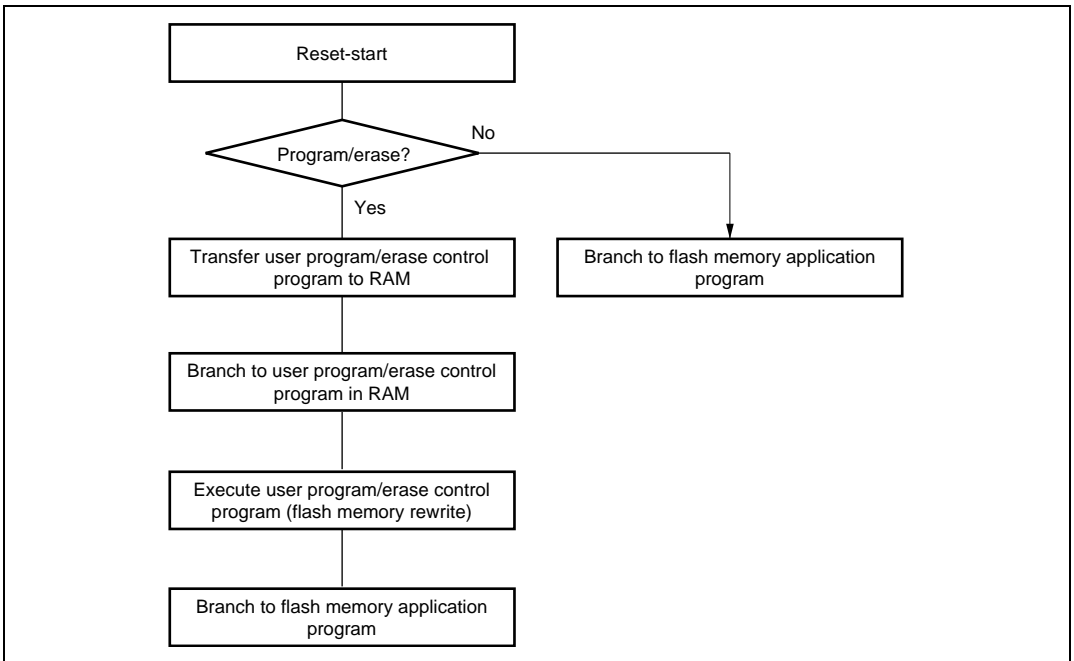 Reset-start
No
Program/erase?
Yes
Transfer user program/erase control
program to RAM
Branch to flash memory application
program
Branch to user program/erase control
program in RAM
Execute user program/erase control
program (flash memory rewrite)
Branch to flash memory application
program